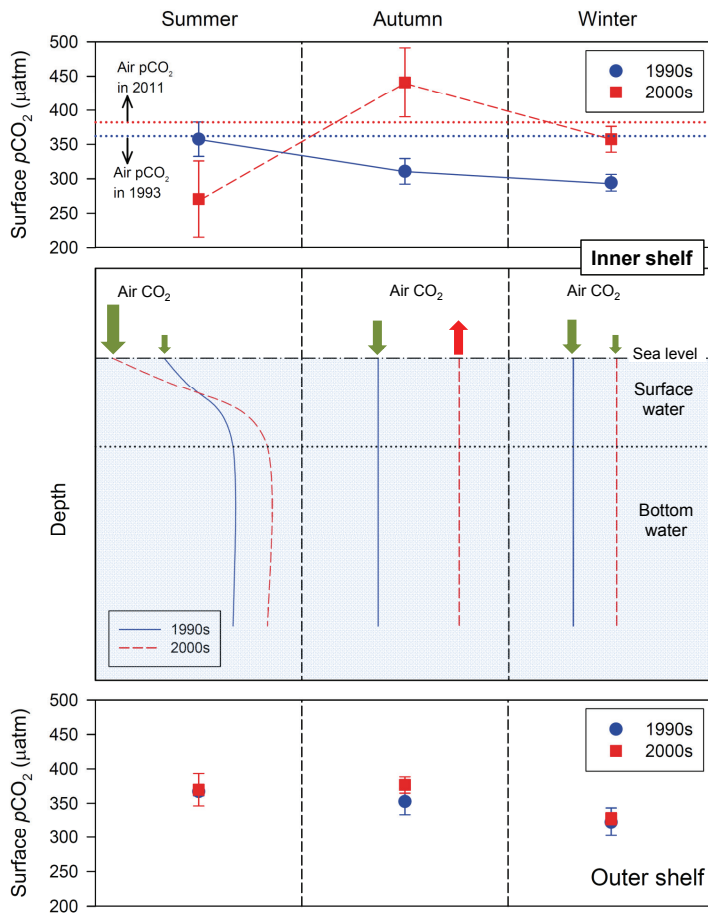 Summer Autumn Winter
500
450
400
350
300
250
200
Surface pCO₂ (µatm)
Air pCO₂
in 2011
Air pCO₂
in 1993
1990s
2000s
Inner shelf
Air CO₂ Air CO₂ Air CO₂
Sea level
Surface
water
Bottom
water
Depth
1990s
2000s
500
450
400
350
300
250
200
Surface pCO₂ (µatm)
1990s
2000s
Outer shelf